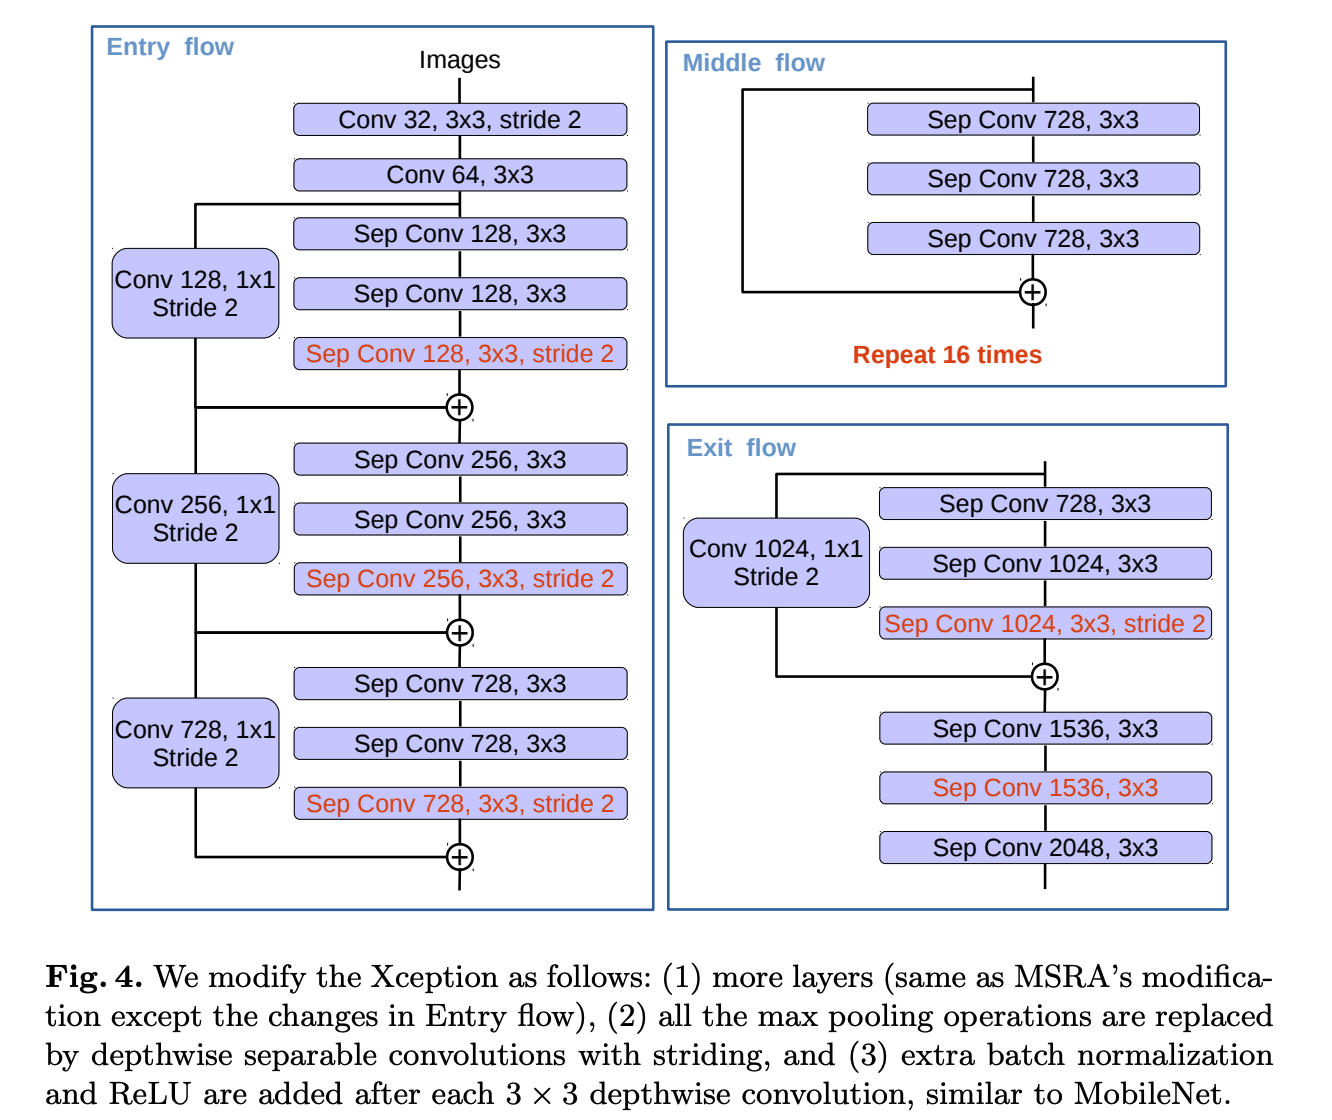 Entry flow
Images
Conv 32, 3x3, stride 2
Conv 64, 3x3
Sep Conv 128, 3x3
Conv 128, 1x1
Stride 2
Sep Conv 128, 3x3
Sep Conv 128, 3x3, stride 2
Sep Conv 256, 3x3
Conv 256, 1x1
Stride 2
Sep Conv 256, 3x3
Sep Conv 256, 3x3, stride 2
Sep Conv 728, 3x3
Conv 728, 1x1
Stride 2
Sep Conv 728, 3x3
Sep Conv 728, 3x3, stride 2
Middle flow
Sep Conv 728, 3x3
Sep Conv 728, 3x3
Sep Conv 728, 3x3
Repeat 16 times
Exit flow
Sep Conv 728, 3x3
Conv 1024, 1x1
Stride 2
Sep Conv 1024, 3x3
Sep Conv 1024, 3x3, stride 2
Sep Conv 1536, 3x3
Sep Conv 1536, 3x3
Sep Conv 2048, 3x3
Fig. 4. We modify the Xception as follows: (1) more layers (same as MSRA's modifica-
tion except the changes in Entry flow), (2) all the max pooling operations are replaced
by depthwise separable convolutions with striding, and (3) extra batch normalization
and ReLU are added after each 3 × 3 depthwise convolution, similar to MobileNet.